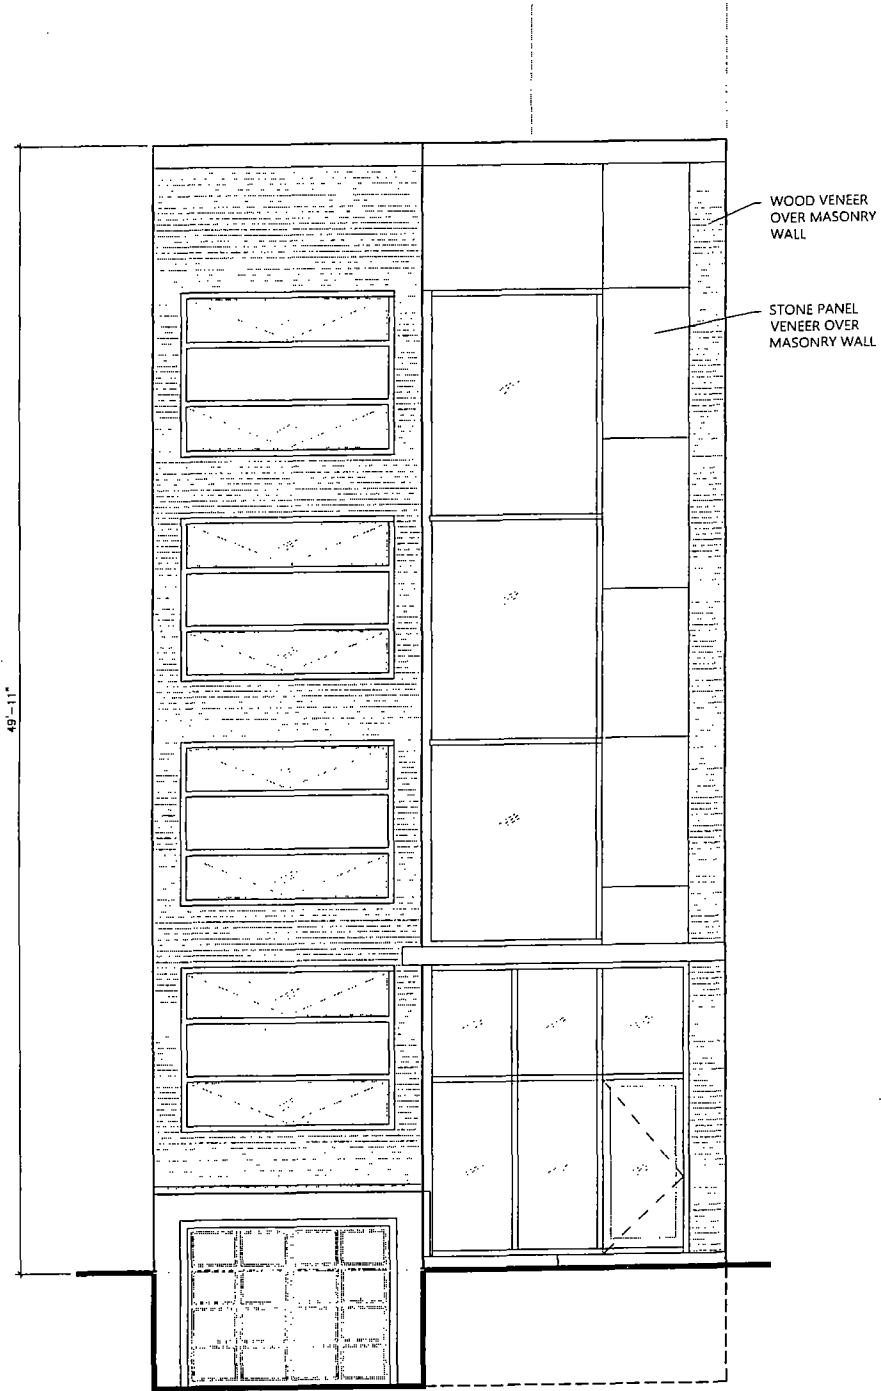 WOOD VENEER
OVER MASONRY
WALL
STONE PANEL
VENEER OVER
MASONRY WALL
49'-11"